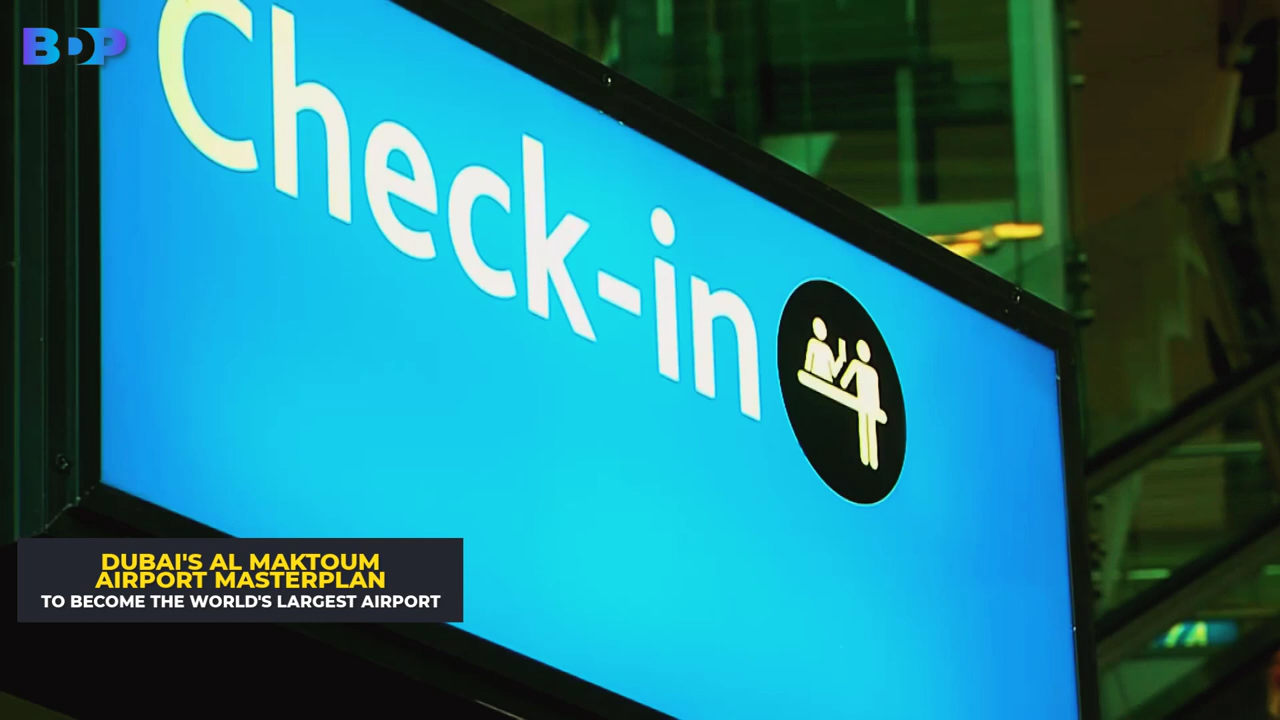 BDP
Check-in
DUBAI'S AL MAKTOUM
AIRPORT MASTERPLAN
TO BECOME THE WORLD'S LARGEST AIRPORT